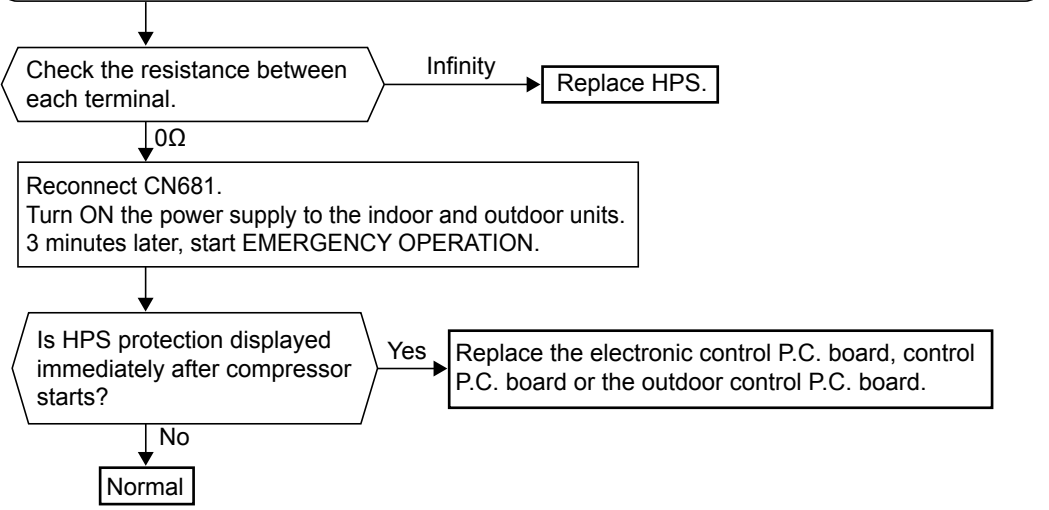 Check the resistance between
each terminal.
Infinity
Replace HPS.
0Ω
Reconnect CN681.
Turn ON the power supply to the indoor and outdoor units.
3 minutes later, start EMERGENCY OPERATION.
Is HPS protection displayed
immediately after compressor
starts?
Yes
Replace the electronic control P.C. board, control
P.C. board or the outdoor control P.C. board.
No
Normal